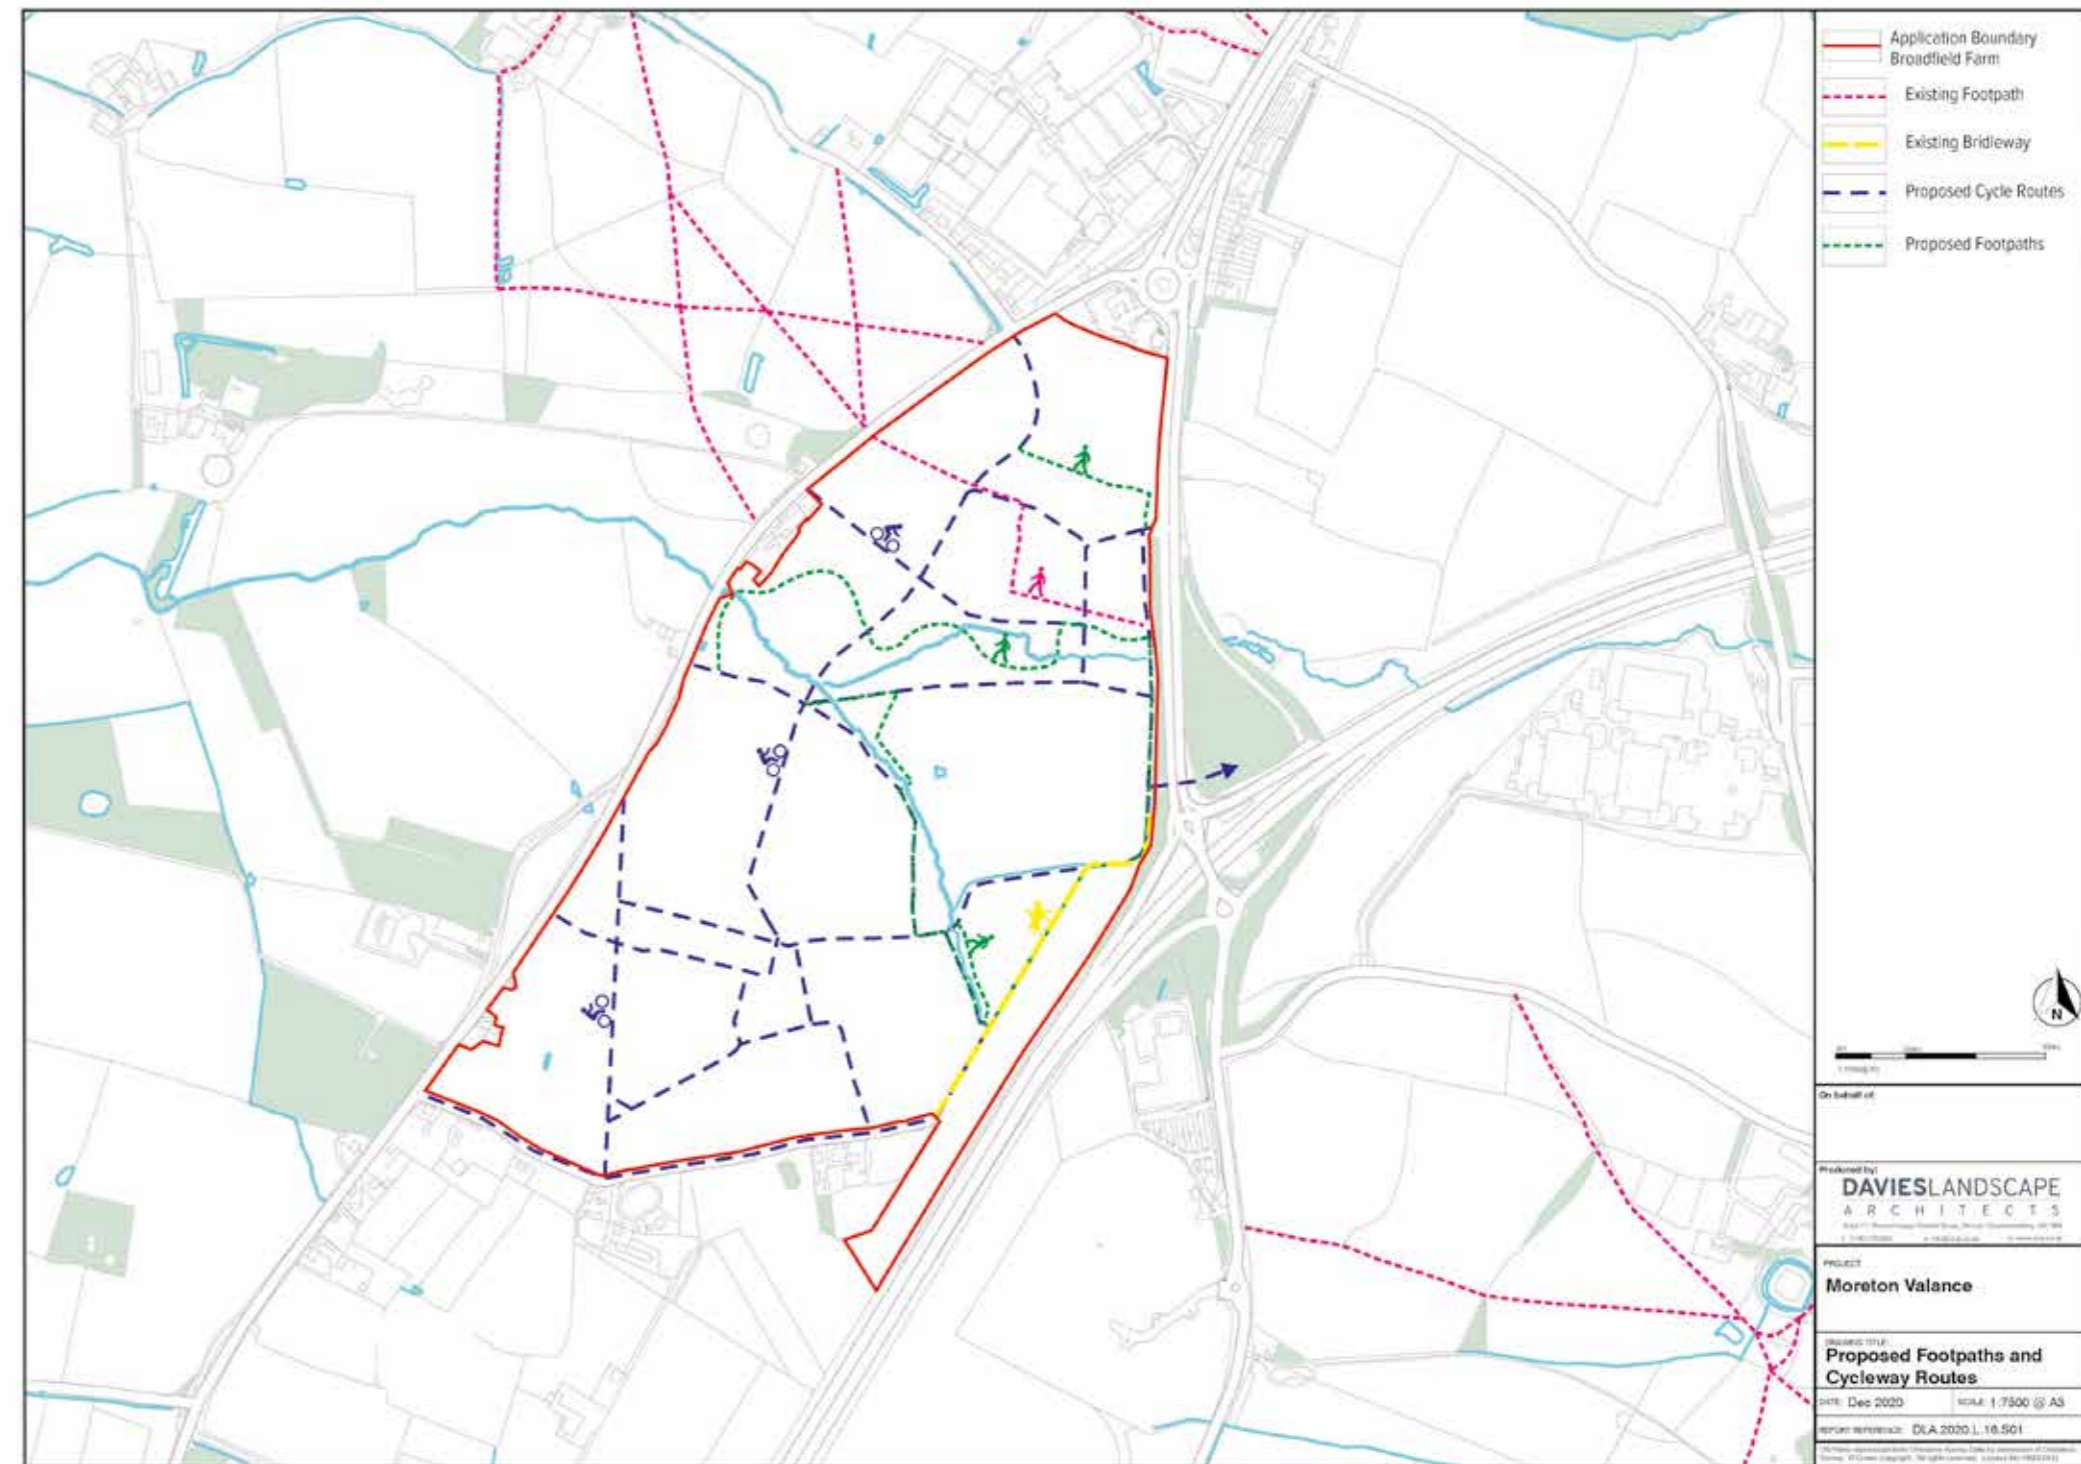 Application Boundary
Broadfield Farm
Existing Footpath
Existing Bridleway
Proposed Cycle Routes
Proposed Footpaths
N
On behalf of:
Produced by:
DAVIESLANDSCAPE
ARCHITECTS
PROJECT:
Moreton Valance
DRAWING TITLE:
Proposed Footpaths and
Cycleway Routes
DATE: Dec 2020 SCALE: 1:7500 @ A3
REPORT REFERENCE: DLA.2020.L.16.S01